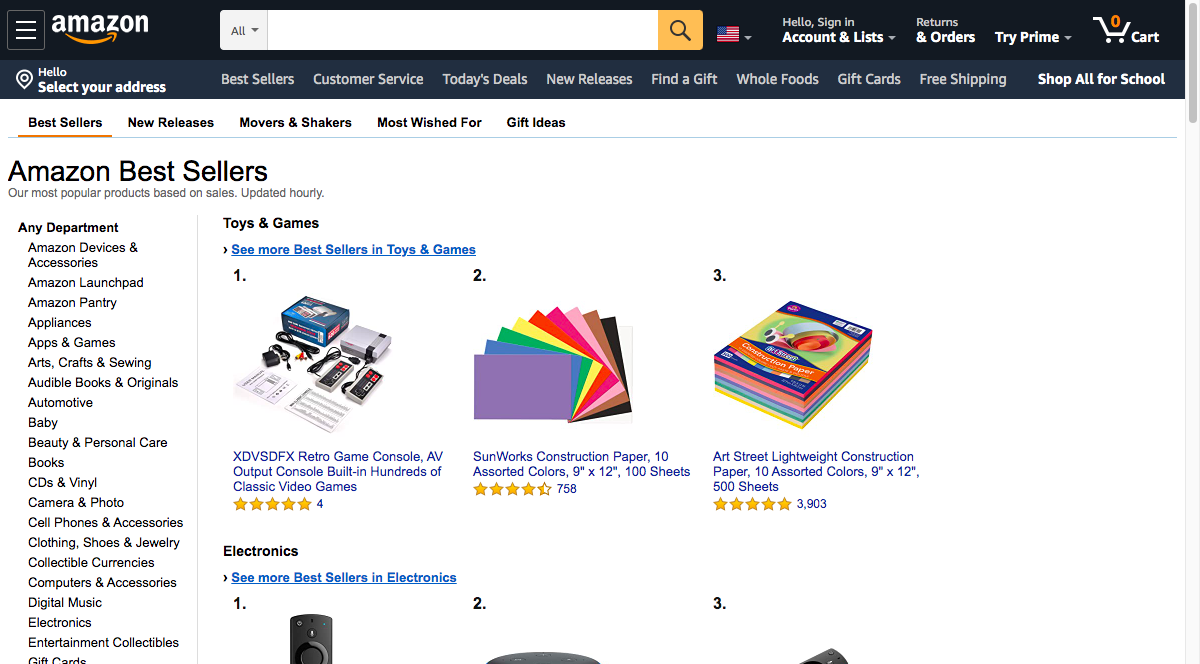 amazon
All
Hello, Sign in
Account & Lists
Returns
& Orders
Try Prime
0
Cart
Hello
Select your address
Best Sellers Customer Service Today's Deals New Releases Find a Gift Whole Foods Gift Cards Free Shipping Shop All for School
Best Sellers New Releases Movers & Shakers Most Wished For Gift Ideas
Amazon Best Sellers
Our most popular products based on sales. Updated hourly.
Any Department
Amazon Devices &
Accessories
Amazon Launchpad
Amazon Pantry
Appliances
Apps & Games
Arts, Crafts & Sewing
Audible Books & Originals
Automotive
Baby
Beauty & Personal Care
Books
CDs & Vinyl
Camera & Photo
Cell Phones & Accessories
Clothing, Shoes & Jewelry
Collectible Currencies
Computers & Accessories
Digital Music
Electronics
Entertainment Collectibles
Gift Cards
Toys & Games
› See more Best Sellers in Toys & Games
1.
XDVSDFX Retro Game Console, AV
Output Console Built-in Hundreds of
Classic Video Games
4
2.
SunWorks Construction Paper, 10
Assorted Colors, 9" x 12", 100 Sheets
758
3.
Art Street
Construction Paper
Art Street Lightweight Construction
Paper, 10 Assorted Colors, 9" x 12",
500 Sheets
3,903
Electronics
› See more Best Sellers in Electronics
1.
2.
3.